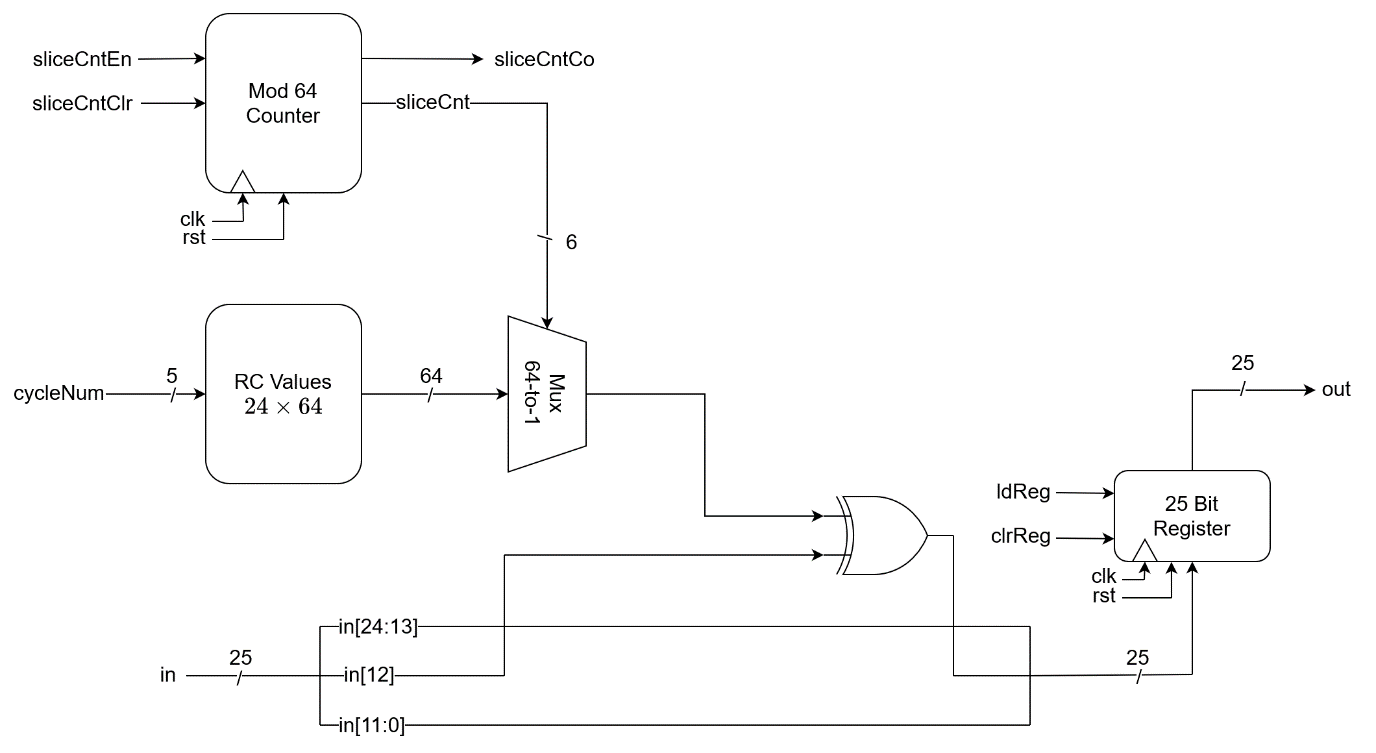 sliceCntEn
sliceCntClr
Mod 64
Counter
sliceCntCo
sliceCnt
clk
rst
6
cycleNum
5
RC Values
24 × 64
64
Mux
64-to-1
25
out
ldReg
clrReg
25 Bit
Register
clk
rst
in
25
in[24:13]
in[12]
in[11:0]
25